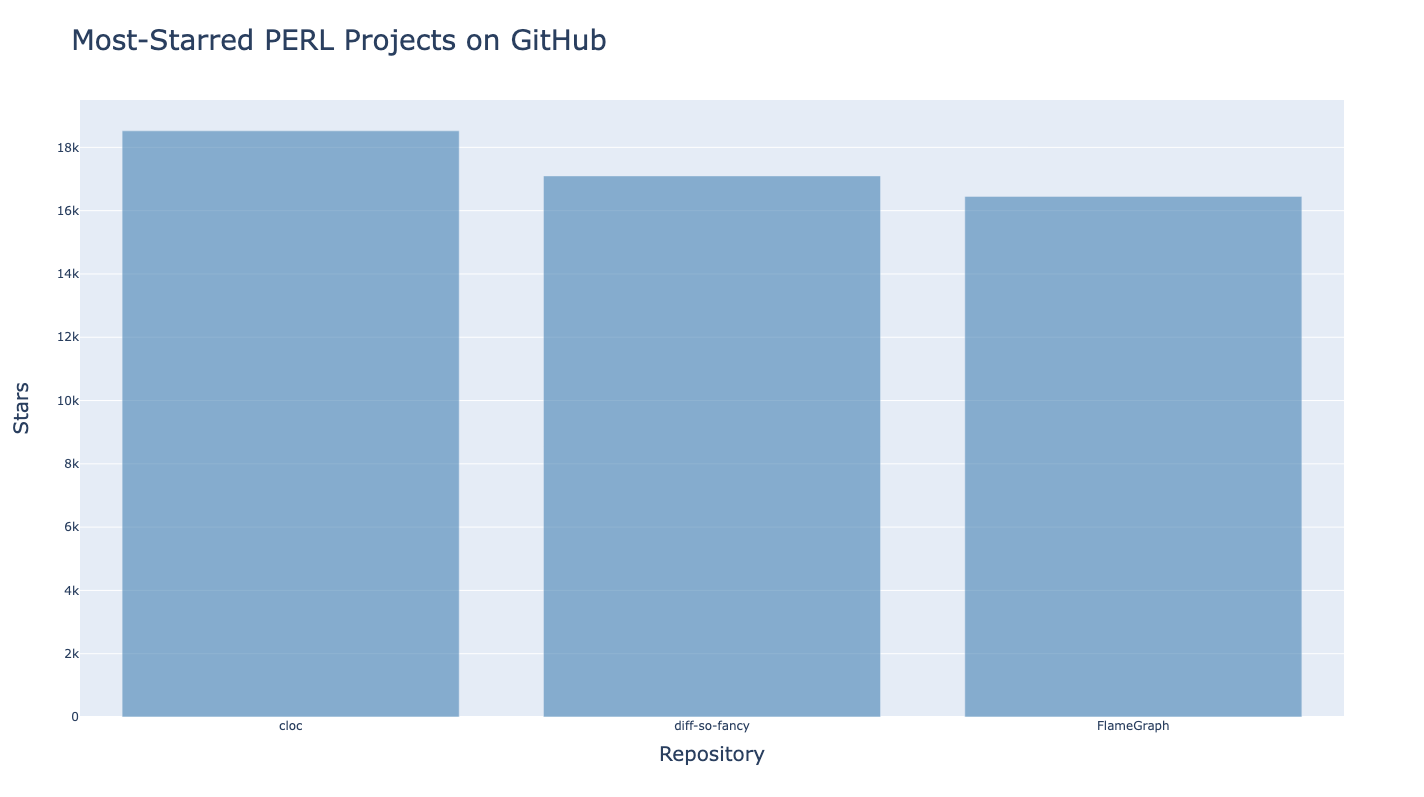 Most-Starred PERL Projects on GitHub
Stars
18k
16k
14k
12k
10k
8k
6k
4k
2k
0
cloc diff-so-fancy FlameGraph
Repository